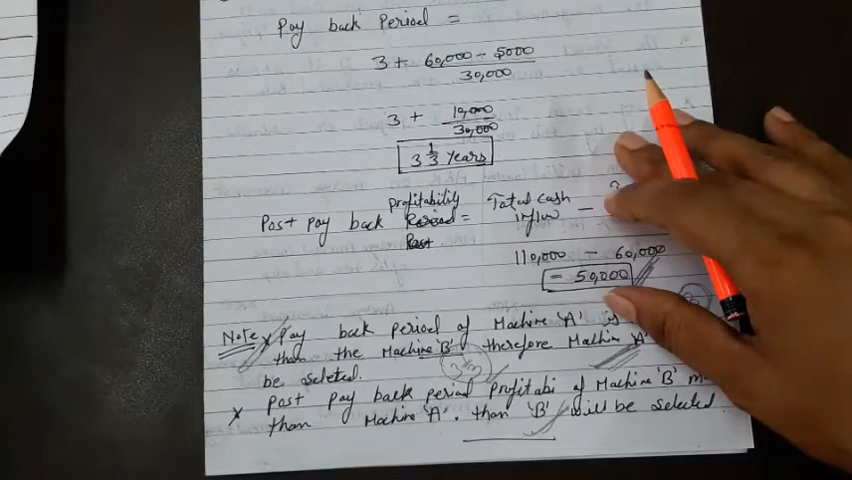 Pay back Period =
3 + 60,000 - 5000
30,000
3 + 10,000
30,000
3 1/3 Years
Post Pay back Profitability = Total Cash inflow -
110,000 - 60,000
= 50,000
Note x Pay back period of Machine 'A' is
than the Machine 'B' therefore Machine 'A'
be seleted.
x Post pay back period Profitabi of Machine 'B' m
than Machine 'A'. than 'B' will be selected